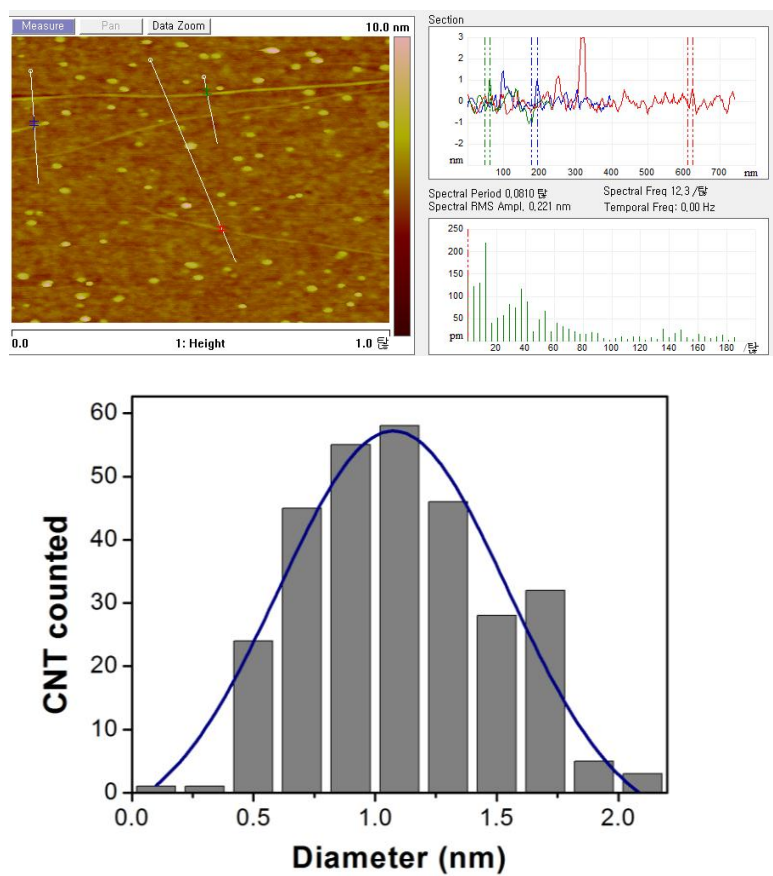 Measure Pan Data Zoom 10.0 nm
0.0 1: Height 1.0 탆
Section
3
2
1
0
-1
-2
nm 100 200 300 400 500 600 700 nm
Spectral Period 0,0810 탆 Spectral Freq 12,3 /탆
Spectral RMS Ampl, 0,221 nm Temporal Freq: 0,00 Hz
250
200
150
100
50
pm 20 40 60 80 100 120 140 160 180 /탆
60
50
40
30
20
10
0
0.0 0.5 1.0 1.5 2.0
CNT counted
Diameter (nm)